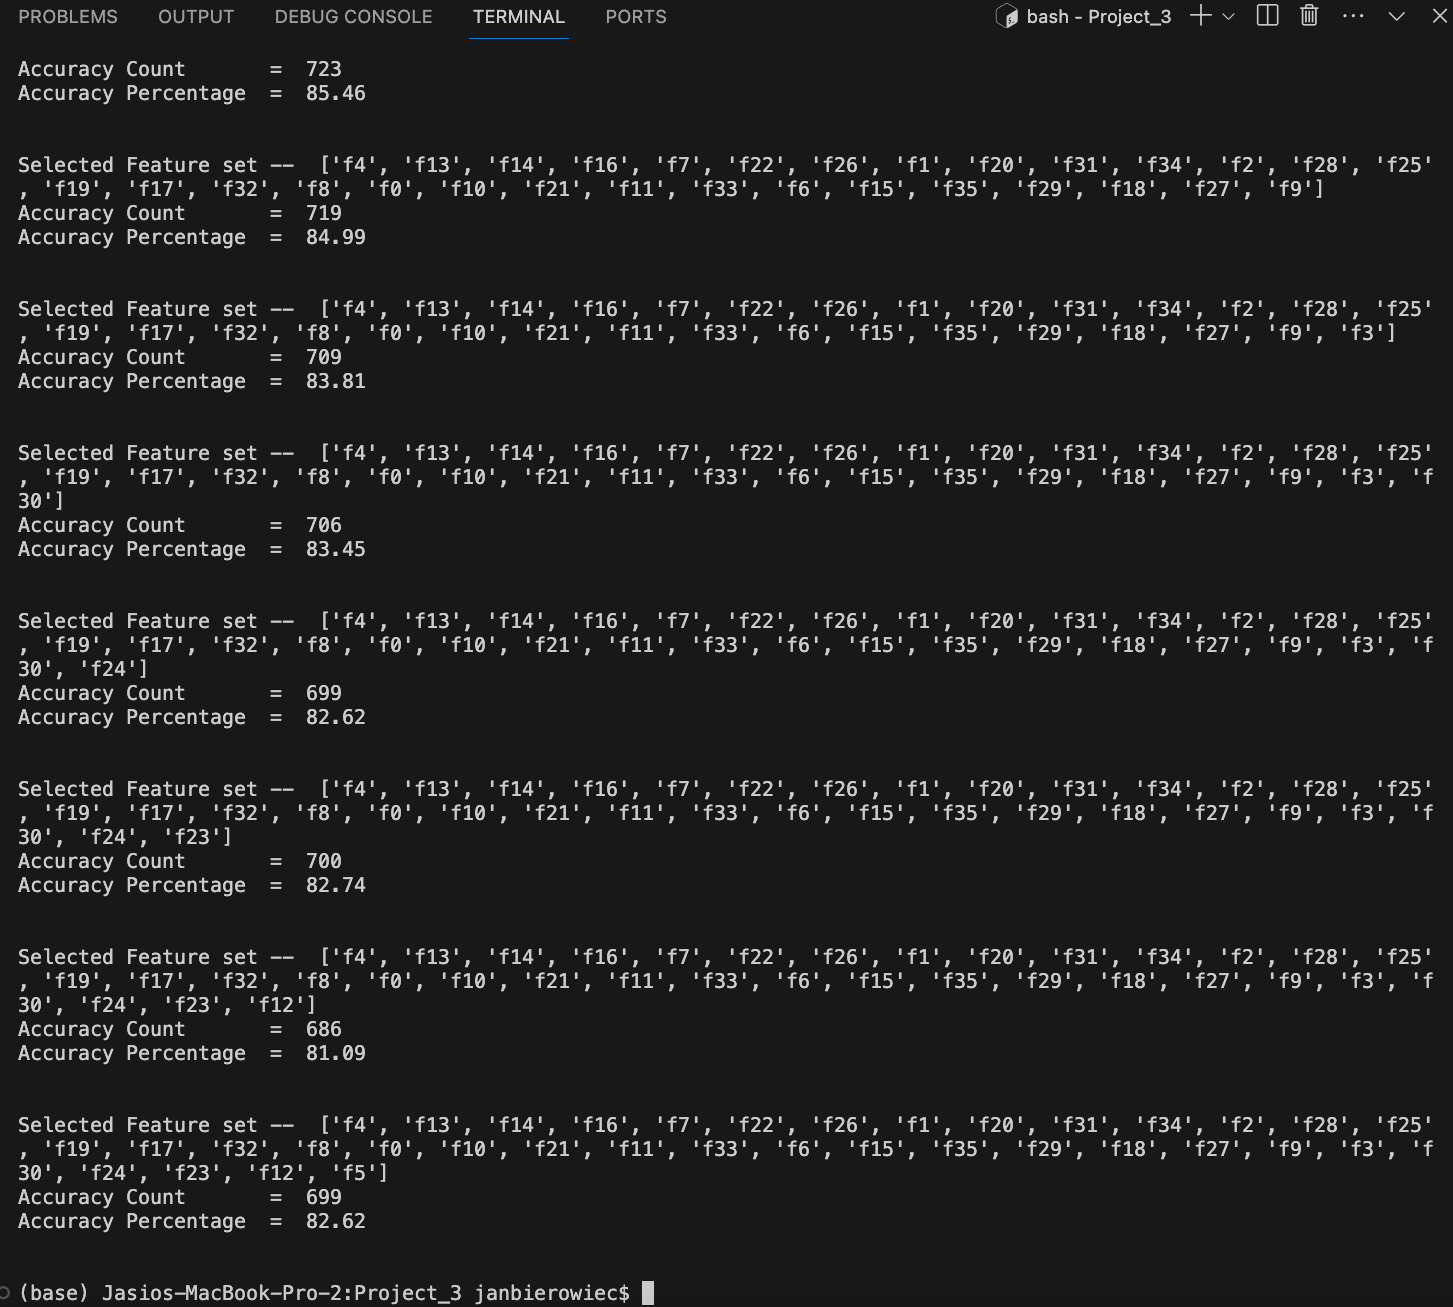 PROBLEMS OUTPUT DEBUG CONSOLE TERMINAL PORTS bash - Project_3
Accuracy Count       =  723
Accuracy Percentage  =  85.46
Selected Feature set --  ['f4', 'f13', 'f14', 'f16', 'f7', 'f22', 'f26', 'f1', 'f20', 'f31', 'f34', 'f2', 'f28', 'f25'
, 'f19', 'f17', 'f32', 'f8', 'f0', 'f10', 'f21', 'f11', 'f33', 'f6', 'f15', 'f35', 'f29', 'f18', 'f27', 'f9']
Accuracy Count       =  719
Accuracy Percentage  =  84.99
Selected Feature set --  ['f4', 'f13', 'f14', 'f16', 'f7', 'f22', 'f26', 'f1', 'f20', 'f31', 'f34', 'f2', 'f28', 'f25'
, 'f19', 'f17', 'f32', 'f8', 'f0', 'f10', 'f21', 'f11', 'f33', 'f6', 'f15', 'f35', 'f29', 'f18', 'f27', 'f9', 'f3']
Accuracy Count       =  709
Accuracy Percentage  =  83.81
Selected Feature set --  ['f4', 'f13', 'f14', 'f16', 'f7', 'f22', 'f26', 'f1', 'f20', 'f31', 'f34', 'f2', 'f28', 'f25'
, 'f19', 'f17', 'f32', 'f8', 'f0', 'f10', 'f21', 'f11', 'f33', 'f6', 'f15', 'f35', 'f29', 'f18', 'f27', 'f9', 'f3', 'f
30']
Accuracy Count       =  706
Accuracy Percentage  =  83.45
Selected Feature set --  ['f4', 'f13', 'f14', 'f16', 'f7', 'f22', 'f26', 'f1', 'f20', 'f31', 'f34', 'f2', 'f28', 'f25'
, 'f19', 'f17', 'f32', 'f8', 'f0', 'f10', 'f21', 'f11', 'f33', 'f6', 'f15', 'f35', 'f29', 'f18', 'f27', 'f9', 'f3', 'f
30', 'f24']
Accuracy Count       =  699
Accuracy Percentage  =  82.62
Selected Feature set --  ['f4', 'f13', 'f14', 'f16', 'f7', 'f22', 'f26', 'f1', 'f20', 'f31', 'f34', 'f2', 'f28', 'f25'
, 'f19', 'f17', 'f32', 'f8', 'f0', 'f10', 'f21', 'f11', 'f33', 'f6', 'f15', 'f35', 'f29', 'f18', 'f27', 'f9', 'f3', 'f
30', 'f24', 'f23']
Accuracy Count       =  700
Accuracy Percentage  =  82.74
Selected Feature set --  ['f4', 'f13', 'f14', 'f16', 'f7', 'f22', 'f26', 'f1', 'f20', 'f31', 'f34', 'f2', 'f28', 'f25'
, 'f19', 'f17', 'f32', 'f8', 'f0', 'f10', 'f21', 'f11', 'f33', 'f6', 'f15', 'f35', 'f29', 'f18', 'f27', 'f9', 'f3', 'f
30', 'f24', 'f23', 'f12']
Accuracy Count       =  686
Accuracy Percentage  =  81.09
Selected Feature set --  ['f4', 'f13', 'f14', 'f16', 'f7', 'f22', 'f26', 'f1', 'f20', 'f31', 'f34', 'f2', 'f28', 'f25'
, 'f19', 'f17', 'f32', 'f8', 'f0', 'f10', 'f21', 'f11', 'f33', 'f6', 'f15', 'f35', 'f29', 'f18', 'f27', 'f9', 'f3', 'f
30', 'f24', 'f23', 'f12', 'f5']
Accuracy Count       =  699
Accuracy Percentage  =  82.62
(base) Jasios-MacBook-Pro-2:Project_3 janbierowiec$